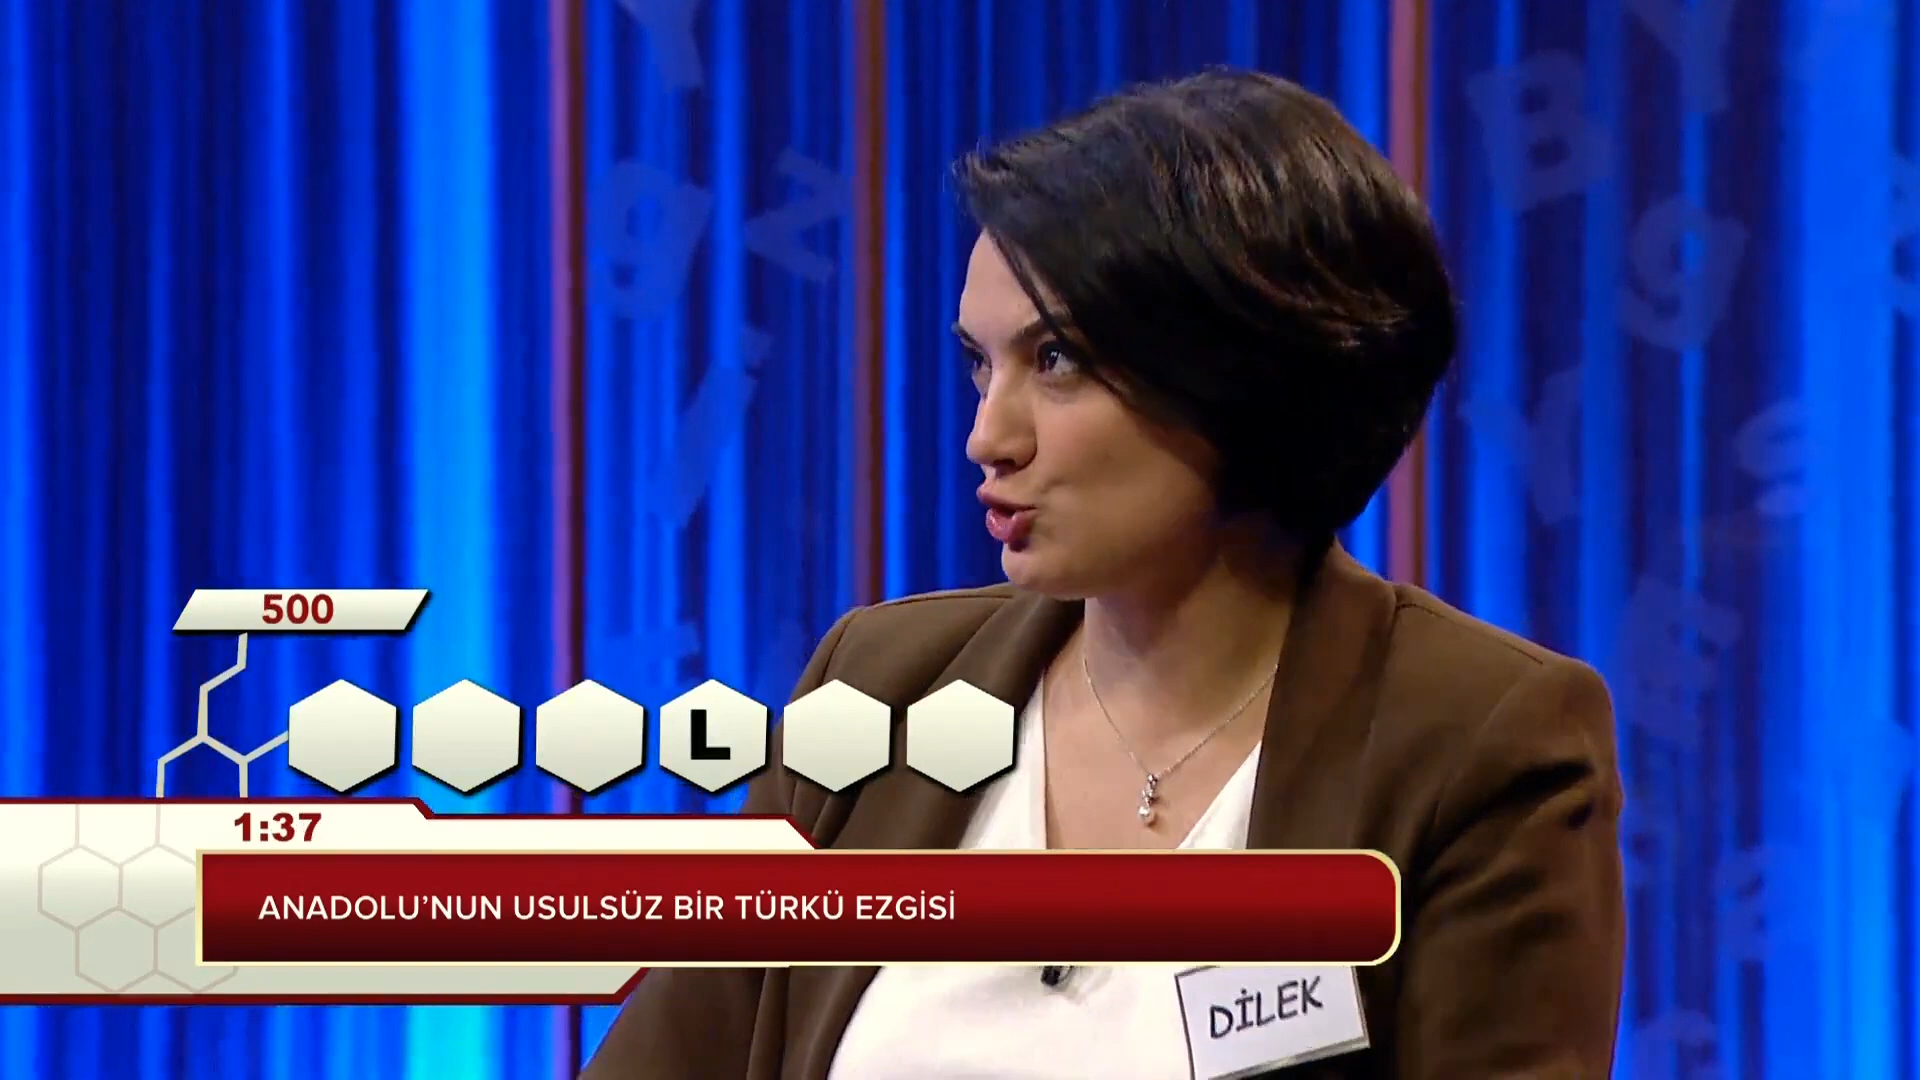 500
L
1:37
ANADOLU'NUN USULSÜZ BİR TÜRKÜ EZGİSİ
DİLEK